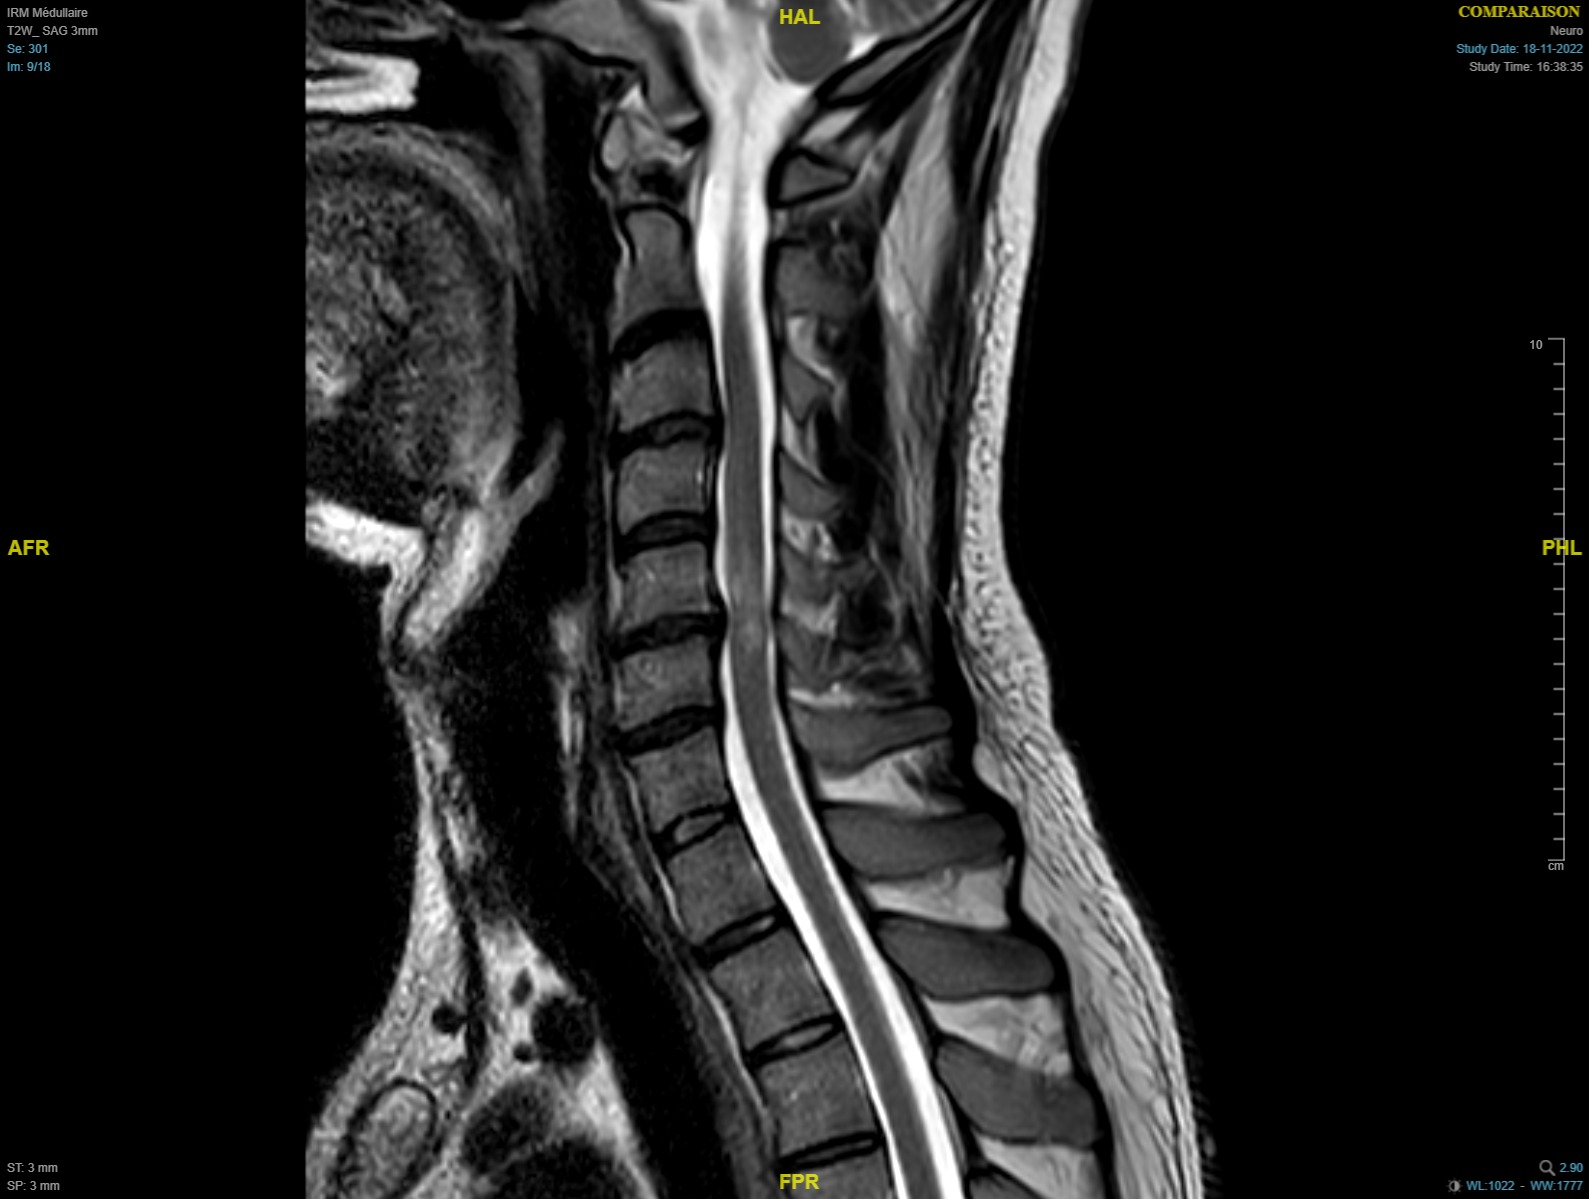 IRM Médullaire
T2W_ SAG 3mm
Se: 301
Im: 9/18
HAL
COMPARAISON
Neuro
Study Date: 18-11-2022
Study Time: 16:38:35
10
AFR
PHL
cm
ST: 3 mm
SP: 3 mm
FPR
2.90
WL:1022 - WW:1777